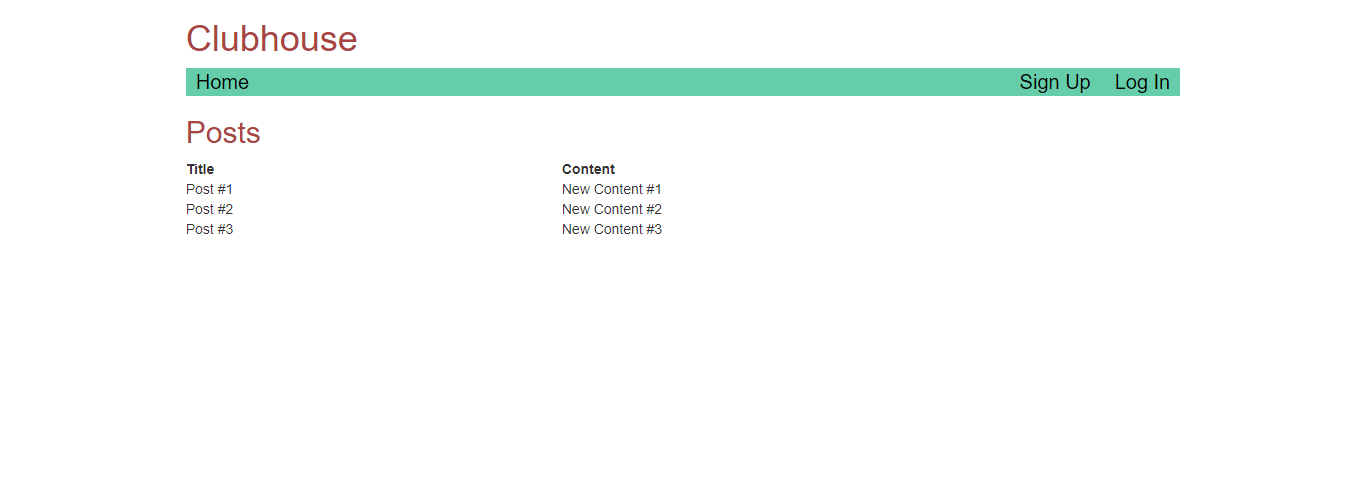 Clubhouse
Home Sign Up Log In
Posts
Title Content
Post #1 New Content #1
Post #2 New Content #2
Post #3 New Content #3